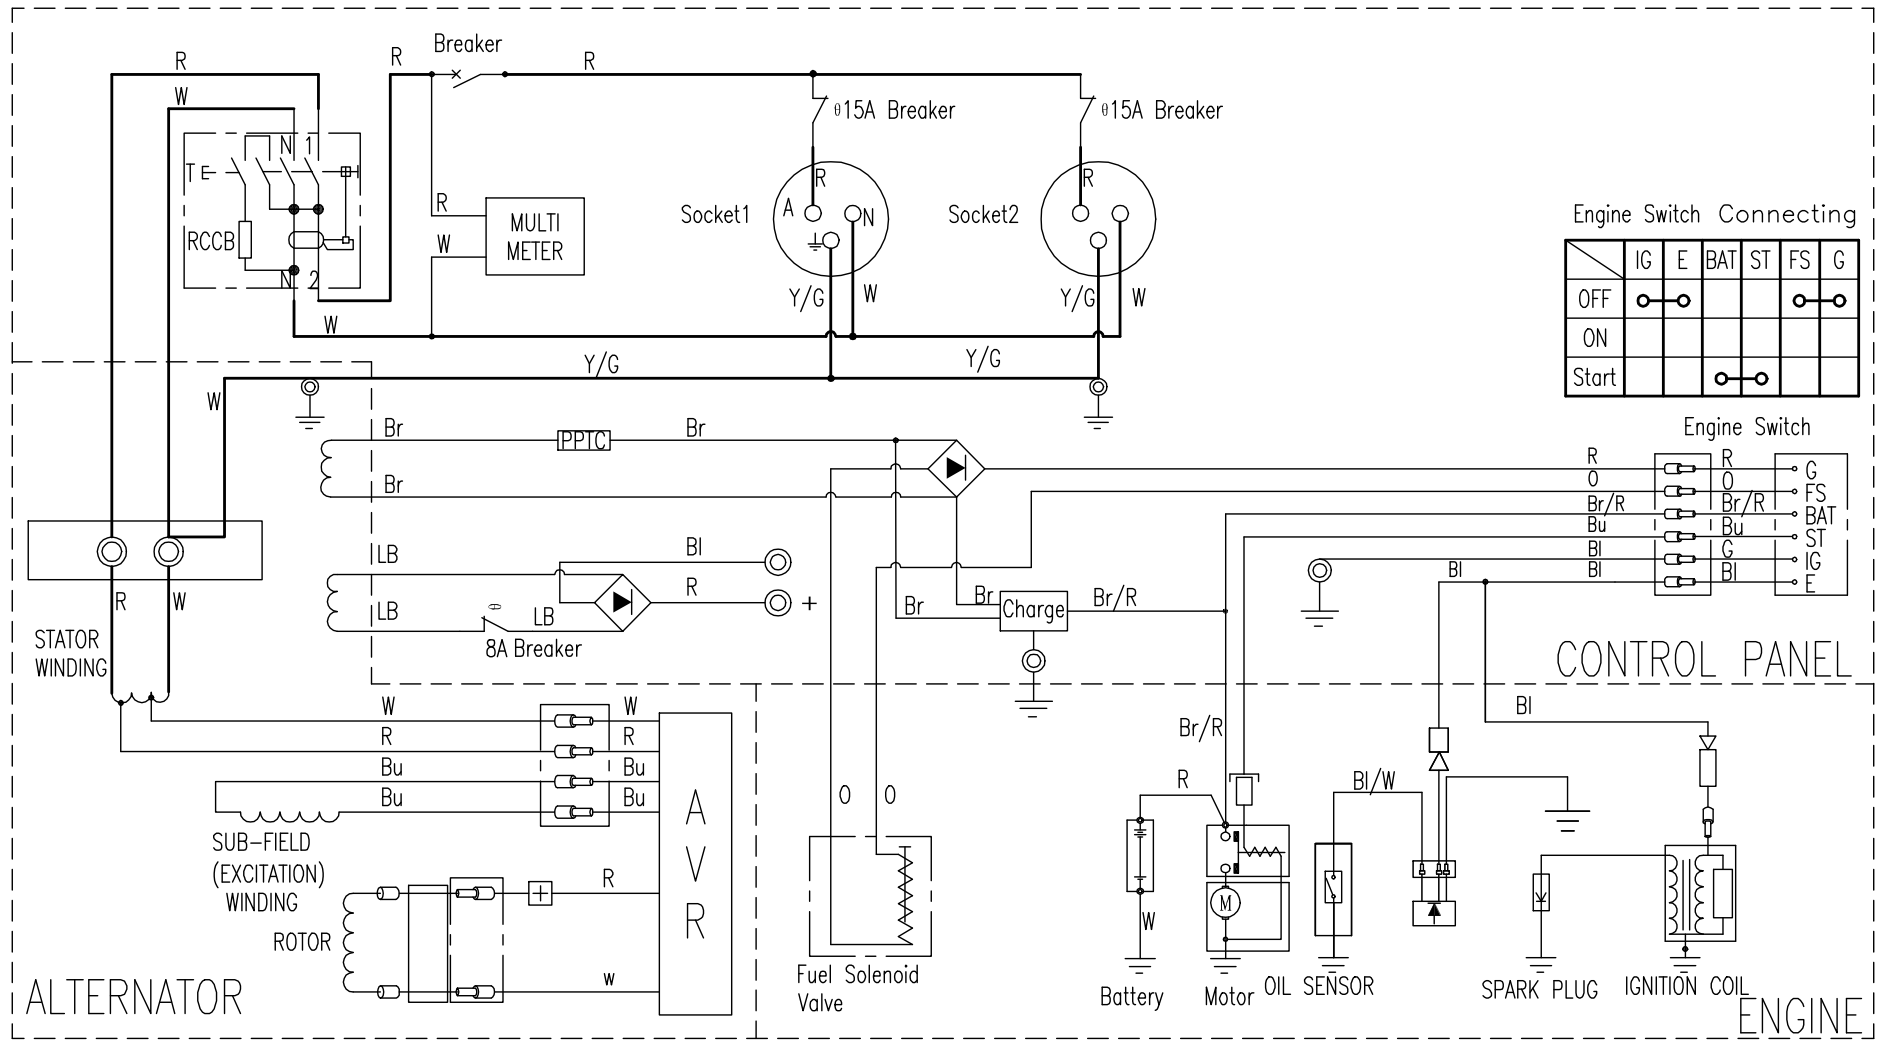 R
Breaker
R
R
W
θ15A Breaker
θ15A Breaker
N 1
T E
RCCB
N 2
R
MULTI
METER
W
Socket1
A
R
N
Socket2
R
Y/G
W
Y/G
W
W
Y/G
Y/G
W
Engine Switch Connecting
IG E BAT ST FS G
OFF
ON
Start
Engine Switch
Br
PPTC
Br
Br
R R G
O O FS
Br/R Br/R BAT
Bu Bu ST
Bl G IG
Bl Bl Bl E
LB
Bl
LB
θ
LB
R
+
8A Breaker
Br
Br
Charge
Br/R
CONTROL PANEL
R
W
STATOR
WINDING
W W
R R
Bu Bu
Bu Bu
SUB-FIELD
(EXCITATION)
WINDING
A
V
R
+
R
ROTOR
W
ALTERNATOR
O O
Fuel Solenoid
Valve
Br/R
R
W
Battery
M
Motor
Bl/W
OIL SENSOR
Bl
SPARK PLUG
IGNITION COIL
ENGINE